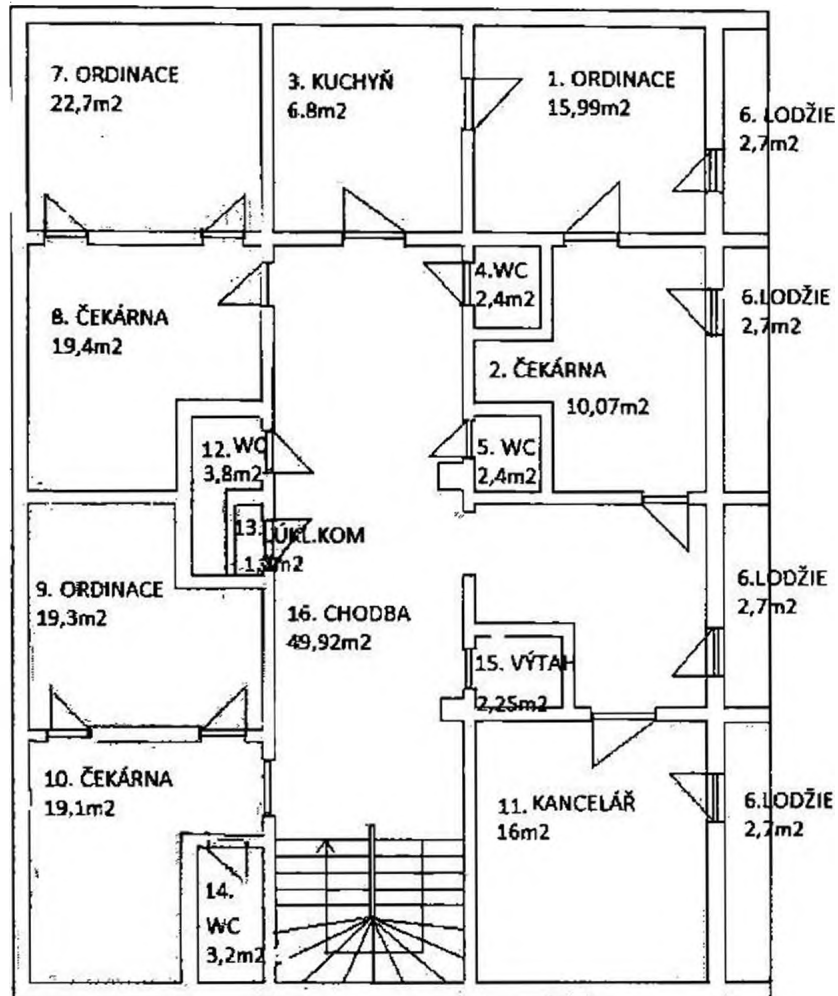 7. ORDINACE
22,7m2
3. KUCHYŇ
6.8m2
1. ORDINACE
15,99m2
6. LODŽIE
2,7m2
8. ČEKÁRNA
19,4m2
4.WC
2,4m2
6.LODŽIE
2,7m2
2. ČEKÁRNA
10,07m2
12. WC
3,8m2
5. WC
2,4m2
13. ÚKL.KOM
9. ORDINACE
19,3m2
16. CHODBA
49,92m2
6.LODŽIE
2,7m2
15. VÝTAH
2,25m2
10. ČEKÁRNA
19,1m2
11. KANCELÁŘ
16m2
6.LODŽIE
2,7m2
14.
WC
3,2m2